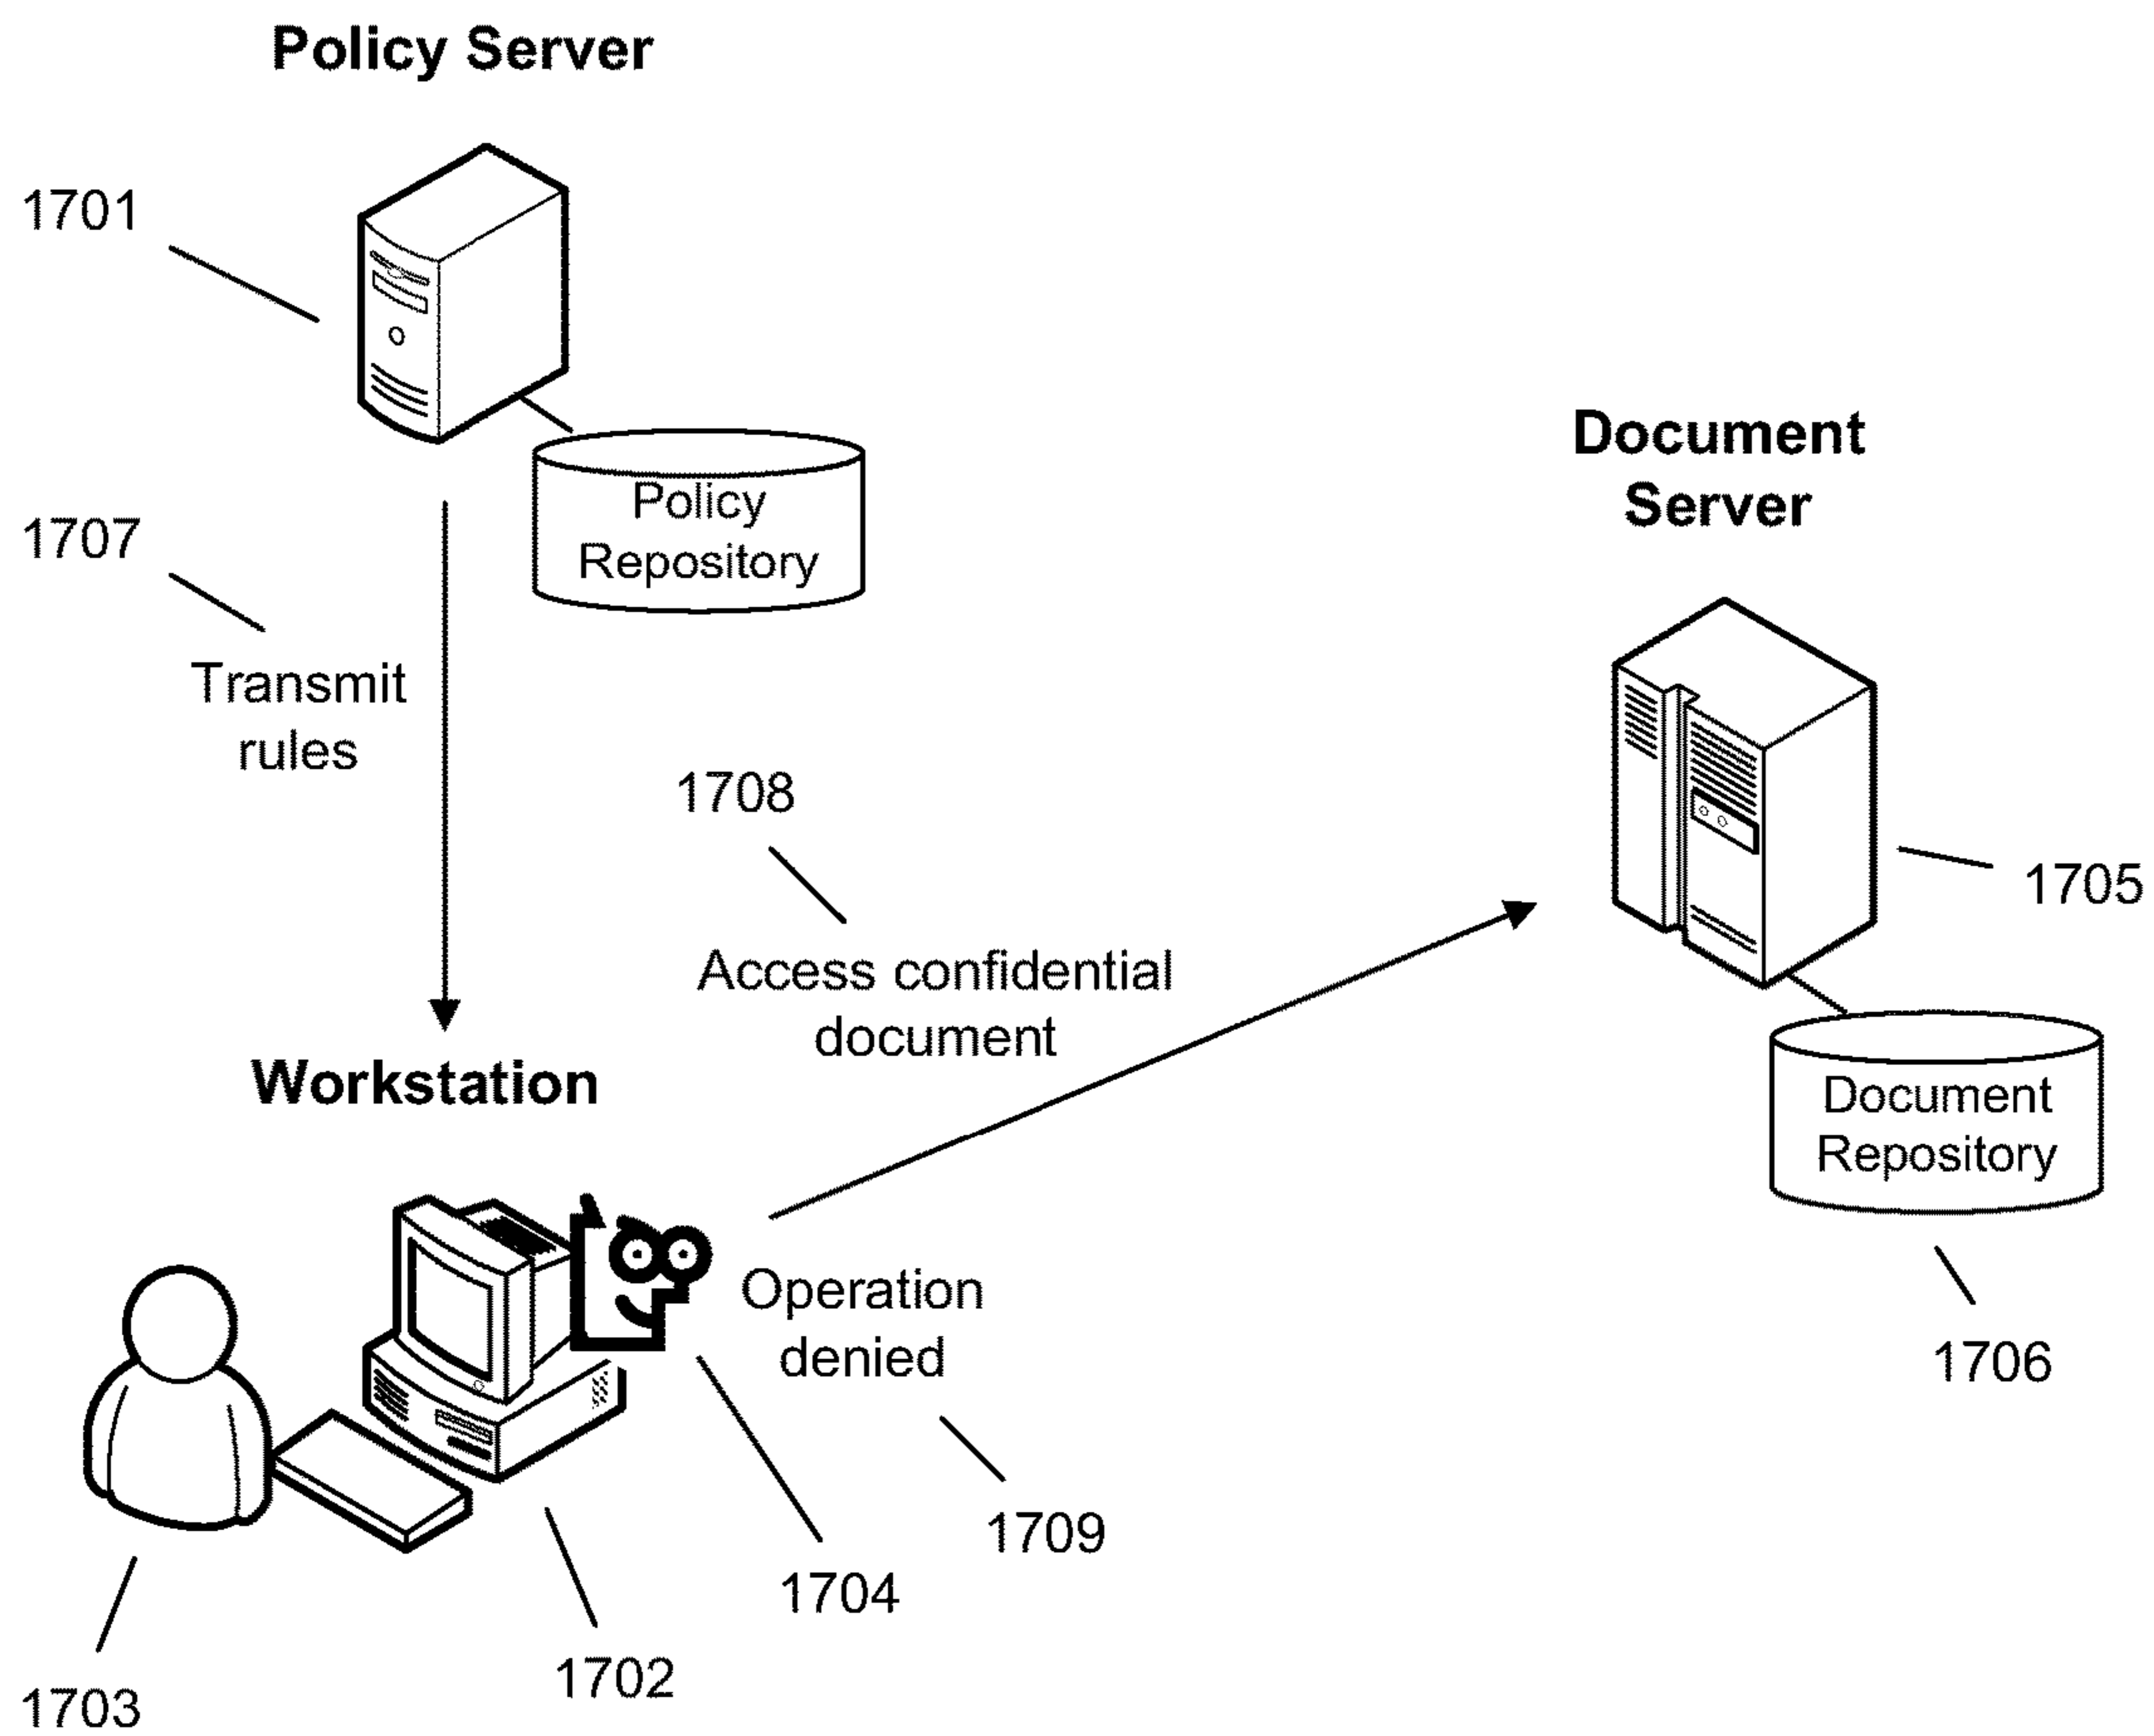 Policy Server
1701
Policy
Repository
1707
Transmit
rules
Document
Server
1708
1705
Access confidential
document
Workstation
Document
Repository
Operation
denied
1706
1709
1704
1702
1703